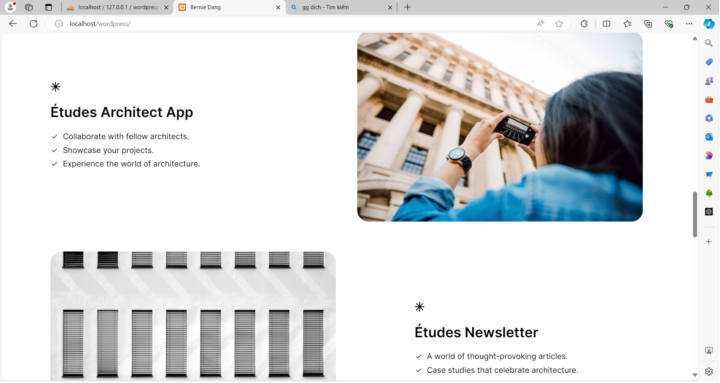 localhost / 127.0.0.1 / wordpress
Bernie Dang
gg dịch - Tìm kiếm
localhost/wordpress/
Études Architect App
Collaborate with fellow architects.
Showcase your projects.
Experience the world of architecture.
Études Newsletter
A world of thought-provoking articles.
Case studies that celebrate architecture.